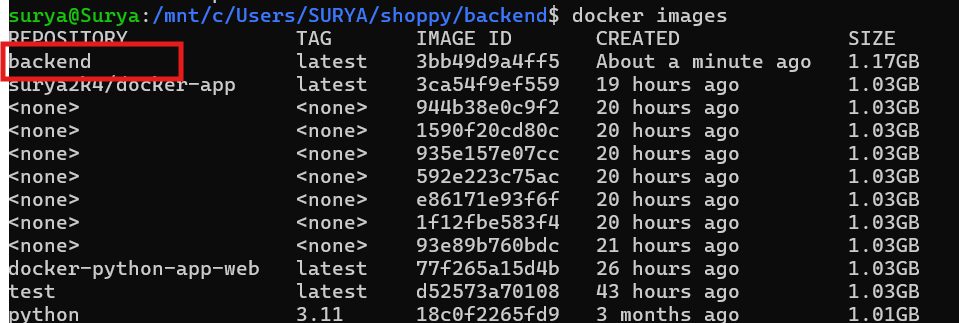 surya@Surya:/mnt/c/Users/SURYA/shoppy/backend$ docker images
REPOSITORY TAG IMAGE ID CREATED SIZE
backend latest 3bb49d9a4ff5 About a minute ago 1.17GB
surya2k4/docker-app latest 3ca54f9ef559 19 hours ago 1.03GB
<none> <none> 944b38e0c9f2 20 hours ago 1.03GB
<none> <none> 1590f20cd80c 20 hours ago 1.03GB
<none> <none> 935e157e07cc 20 hours ago 1.03GB
<none> <none> 592e223c75ac 20 hours ago 1.03GB
<none> <none> e86171e93f6f 20 hours ago 1.03GB
<none> <none> 1f12fbe583f4 20 hours ago 1.03GB
<none> <none> 93e89b760bdc 21 hours ago 1.03GB
docker-python-app-web latest 77f265a15d4b 26 hours ago 1.03GB
test latest d52573a70108 43 hours ago 1.03GB
python 3.11 18c0f2265fd9 3 months ago 1.01GB